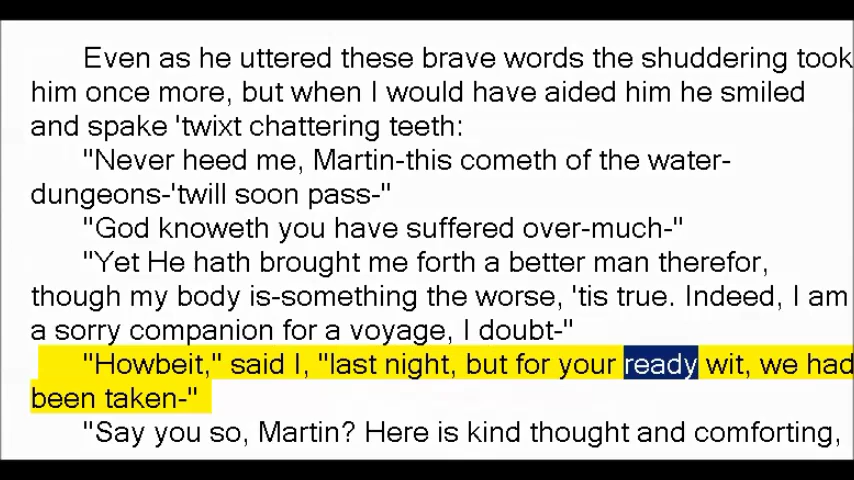 Even as he uttered these brave words the shuddering took
him once more, but when I would have aided him he smiled
and spake 'twixt chattering teeth:
"Never heed me, Martin-this cometh of the water-
dungeons-'twill soon pass-"
"God knoweth you have suffered over-much-"
"Yet He hath brought me forth a better man therefor,
though my body is-something the worse, 'tis true. Indeed, I am
a sorry companion for a voyage, I doubt-"
"Howbeit," said I, "last night, but for your ready wit, we had
been taken-"
"Say you so, Martin? Here is kind thought and comforting,